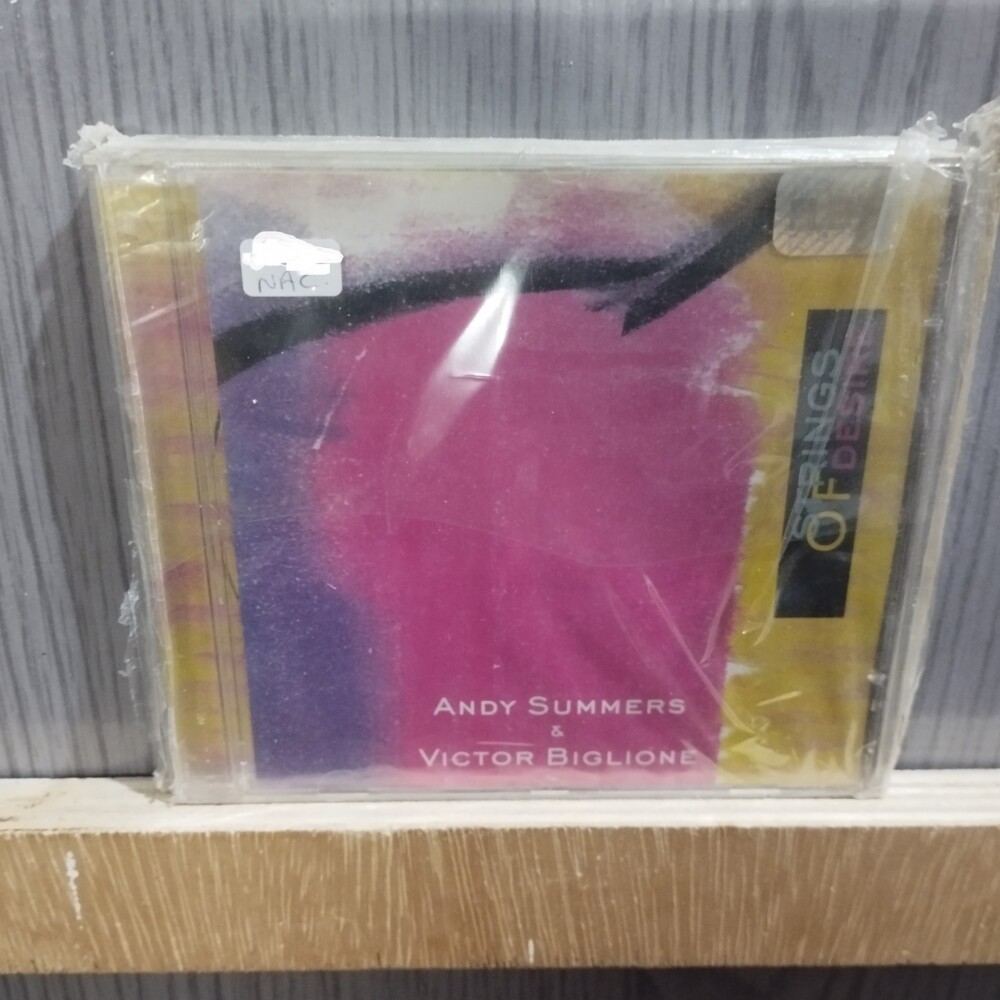 NAC
STRINGS
OF DESIRE
ANDY SUMMERS
&
VICTOR BIGLIONE